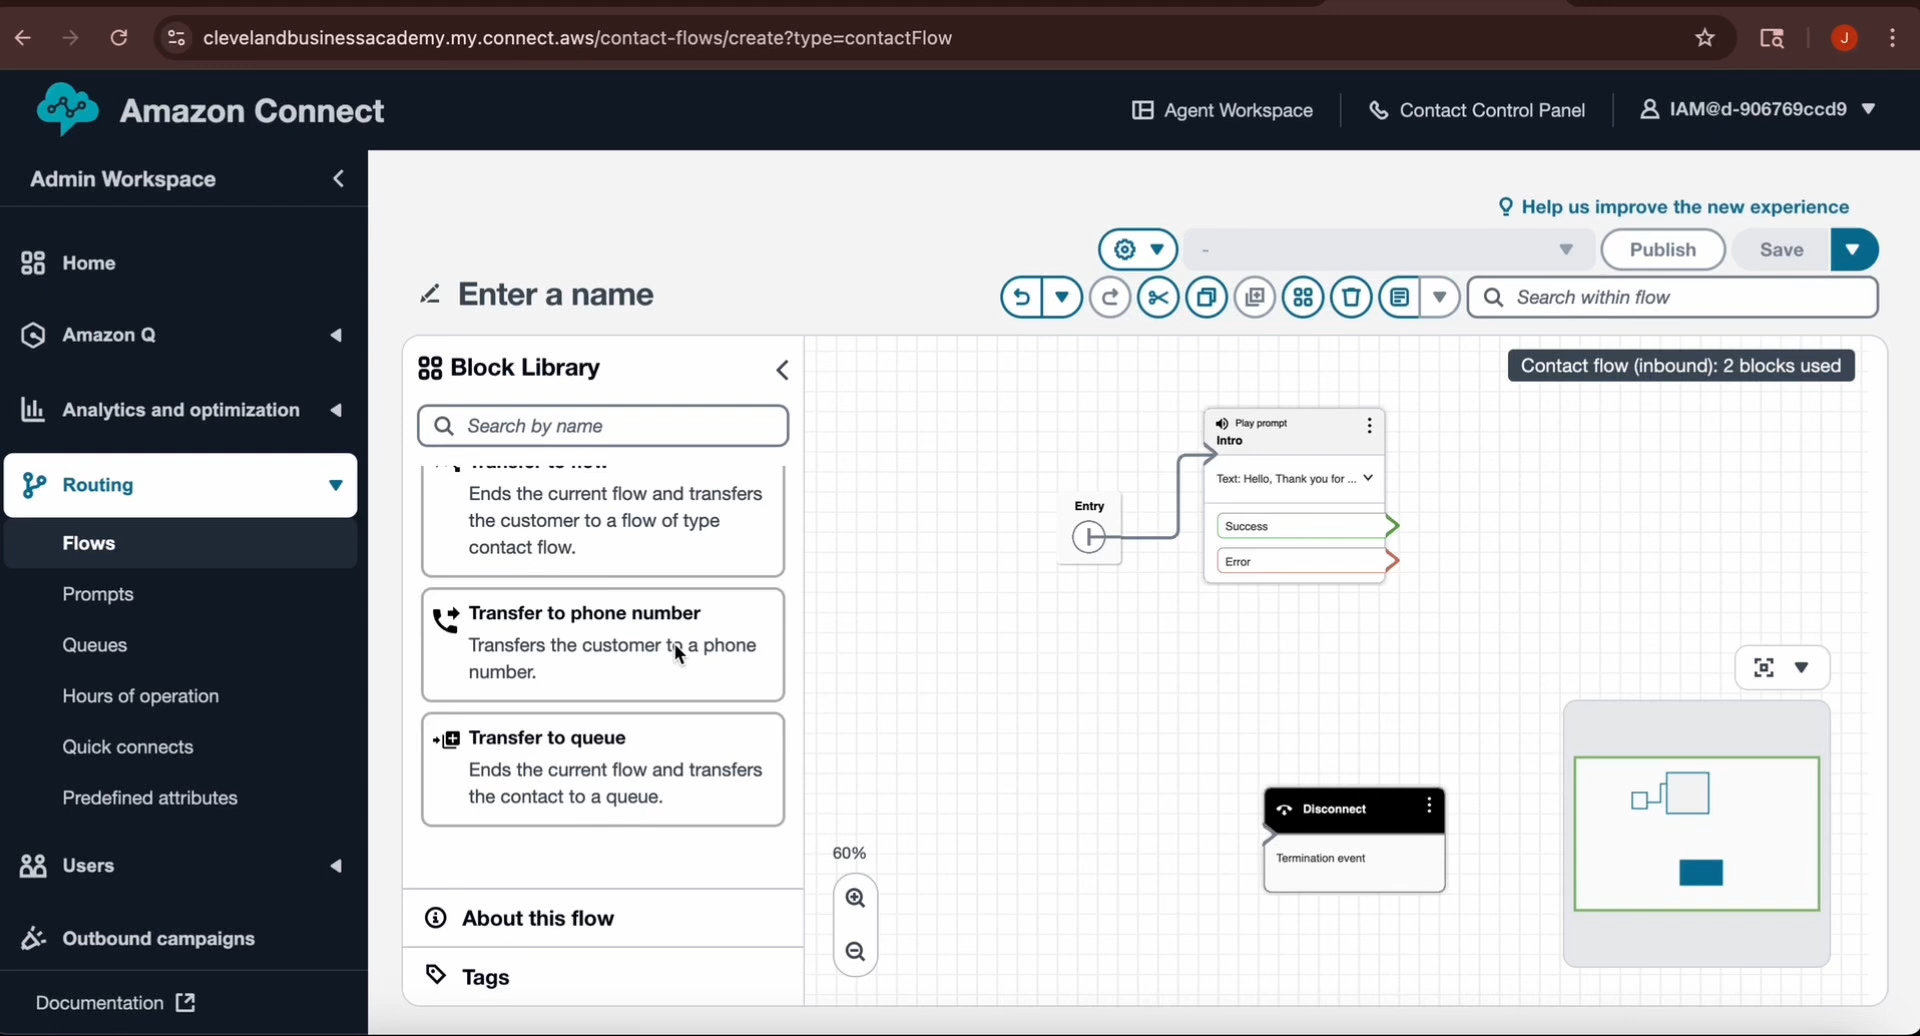 clevelandbusinessacademy.my.connect.aws/contact-flows/create?type=contactFlow
J
Amazon Connect
Agent Workspace
Contact Control Panel
IAM@d-906769ccd9
Admin Workspace
Home
Amazon Q
Analytics and optimization
Routing
Flows
Prompts
Queues
Hours of operation
Quick connects
Predefined attributes
Users
Outbound campaigns
Documentation
Help us improve the new experience
-
Publish
Save
Enter a name
Search within flow
Block Library
Search by name
Ends the current flow and transfers
the customer to a flow of type
contact flow.
Transfer to phone number
Transfers the customer to a phone
number.
Transfer to queue
Ends the current flow and transfers
the contact to a queue.
About this flow
Tags
Contact flow (inbound): 2 blocks used
Entry
Play prompt
Intro
Text: Hello, Thank you for ...
Success
Error
Disconnect
Termination event
60%